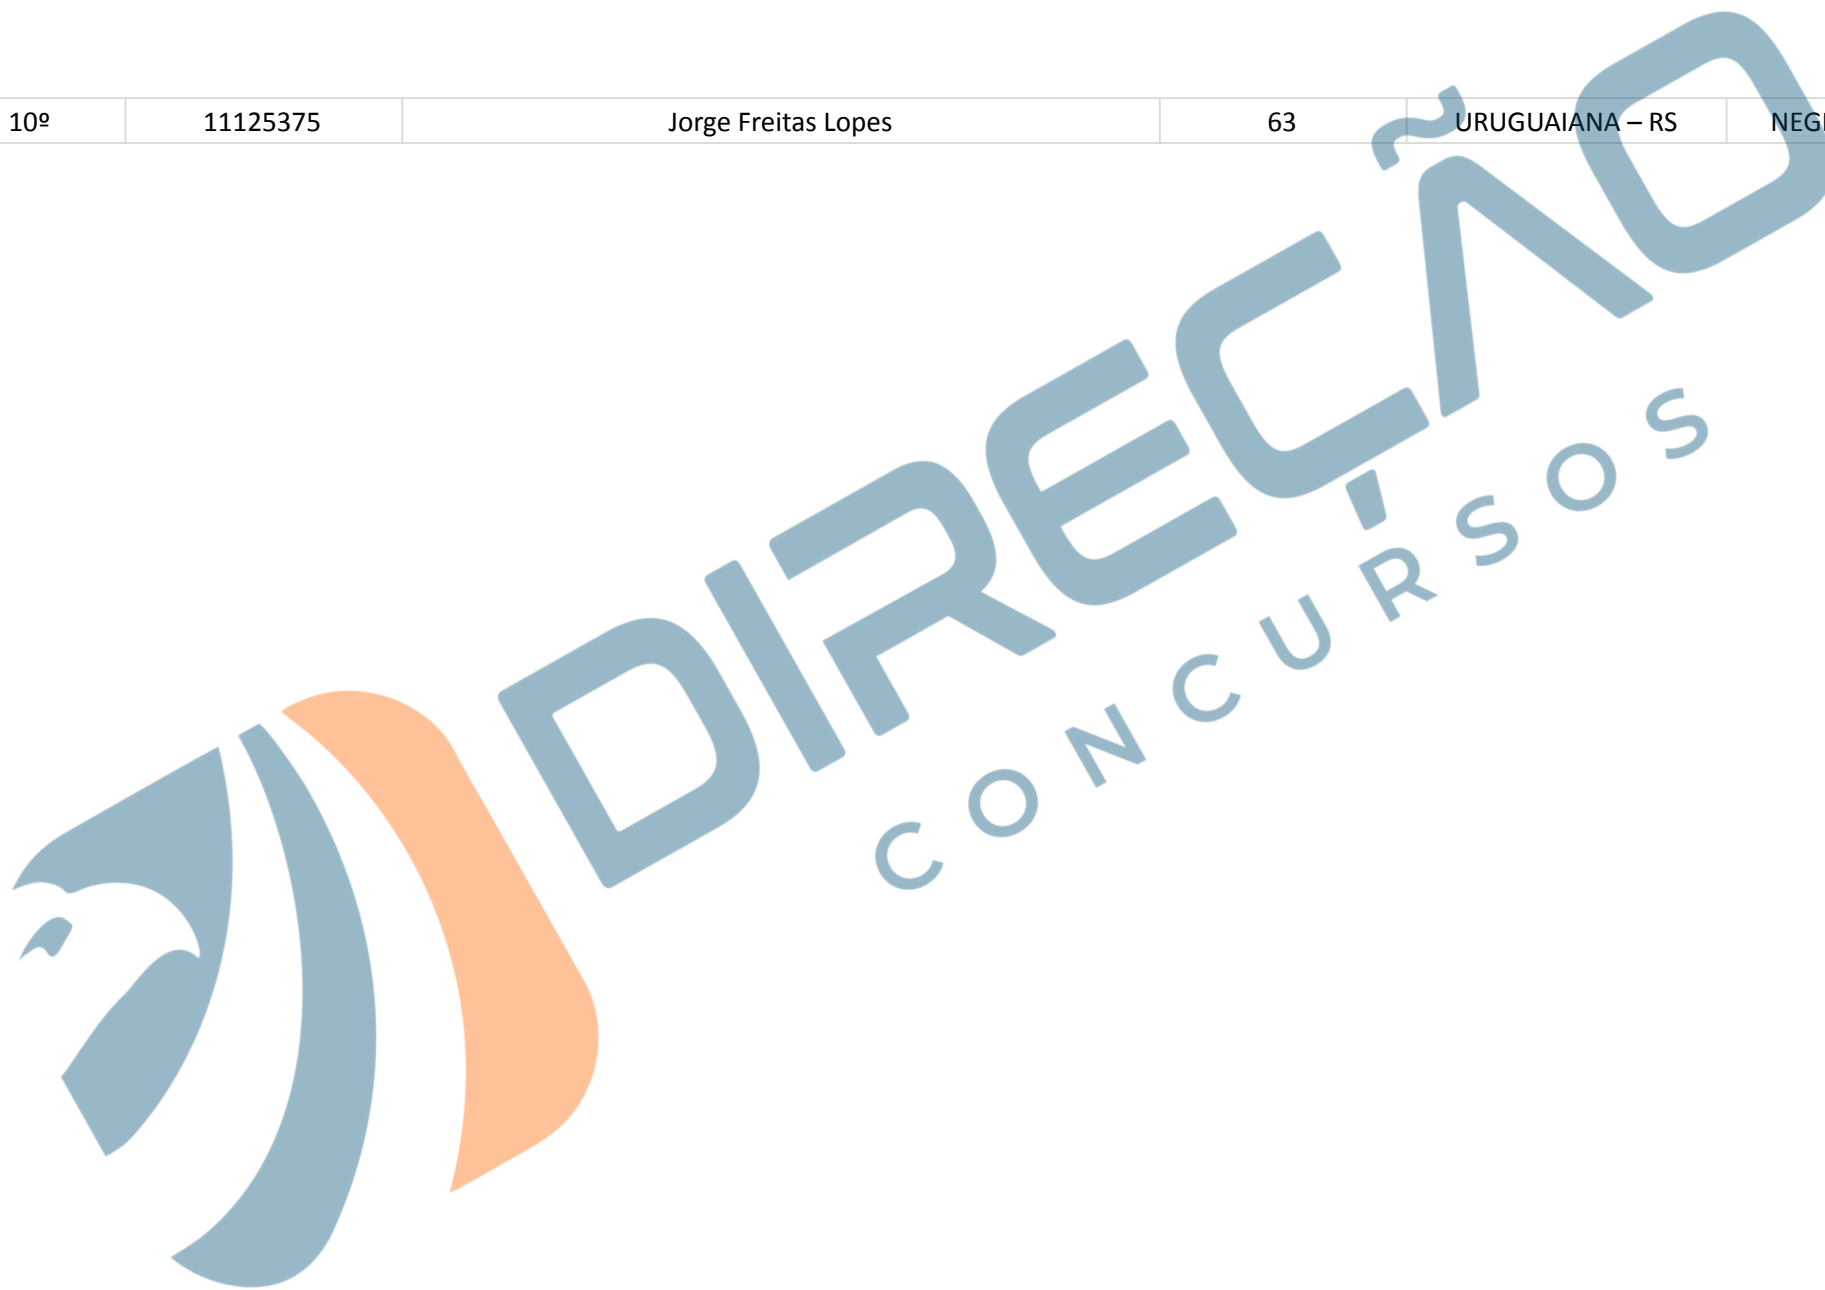 10º 11125375 Jorge Freitas Lopes 63 URUGUAIANA – RS
DIREÇÃO
CONCURSOS